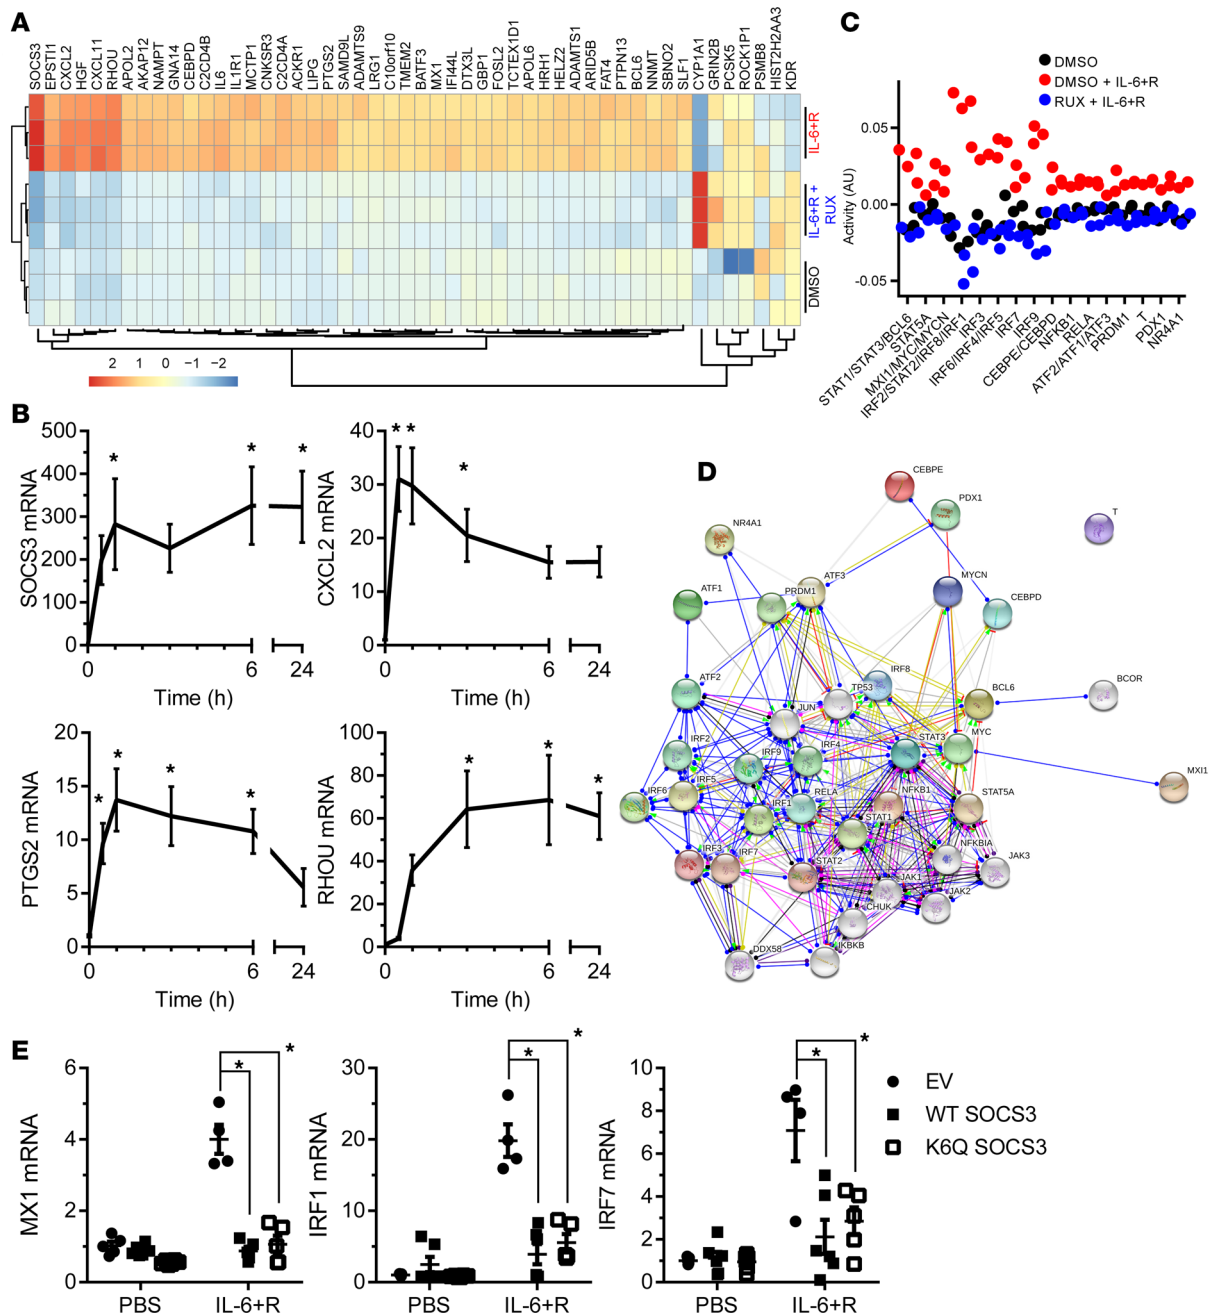 A
SOCS3
EPSTI1
CXCL2
HGF
CXCL11
RHOU
APOL2
AKAP12
NAMPT
GNA14
CEBPD
C2CD4B
IL6
IL1R1
MCTP1
CNKSR3
C2CD4A
ACKR1
LIPG
PTGS2
SAMD9L
ADAMTS9
LRG1
C10orf10
TMEM2
BATF3
MX1
IFI44L
DTX3L
GBP1
FOSL2
TCTEX1D1
APOL6
HRH1
HELZ2
ADAMTS1
ARID5B
FAT4
PTPN13
BCL6
NNMT
SBNO2
SLF1
CYP1A1
GRIN2B
PCSK5
ROCK1P1
PSMB8
HIST2H2AA3
KDR
IL-6+R
IL-6+R +
RUX
DMSO
2 1 0 −1 −2
C
DMSO
DMSO + IL-6+R
RUX + IL-6+R
Activity (AU)
0.05
0.00
-0.05
STAT1/STAT3/BCL6
STAT5A
MXI1/MYC/MYCN
IRF2/STAT2/IRF8/IRF1
IRF3
IRF6/IRF4/IRF5
IRF7
IRF9
CEBPE/CEBPD
NFKB1
RELA
ATF2/ATF1/ATF3
PRDM1
T
PDX1
NR4A1
B
SOCS3 mRNA
500
400
300
200
100
0
* * *
0 6 24
Time (h)
CXCL2 mRNA
40
30
20
10
0
* * *
0 6 24
Time (h)
PTGS2 mRNA
20
15
10
5
0
* * * *
0 6 24
Time (h)
RHOU mRNA
100
80
60
40
20
0
* * *
0 6 24
Time (h)
D
CEBPE
PDX1
T
NR4A1
ATF3
MYCN
ATF1
PRDM1
CEBPD
IRF8
ATF2
TP53
BCL6
BCOR
JUN
MYC
IRF2
IRF4
STAT3
IRF9
MXI1
IRF5
IRF6
RELA
NFKB1
STAT5A
IRF1
STAT1
NFKBIA
IRF3
IRF7
STAT2
JAK3
JAK1
JAK2
CHUK
DDX58
IKBKB
E
MX1 mRNA
6
4
2
0
* *
PBS IL-6+R
IRF1 mRNA
30
20
10
0
* *
PBS IL-6+R
IRF7 mRNA
10
8
6
4
2
0
* *
PBS IL-6+R
EV
WT SOCS3
K6Q SOCS3